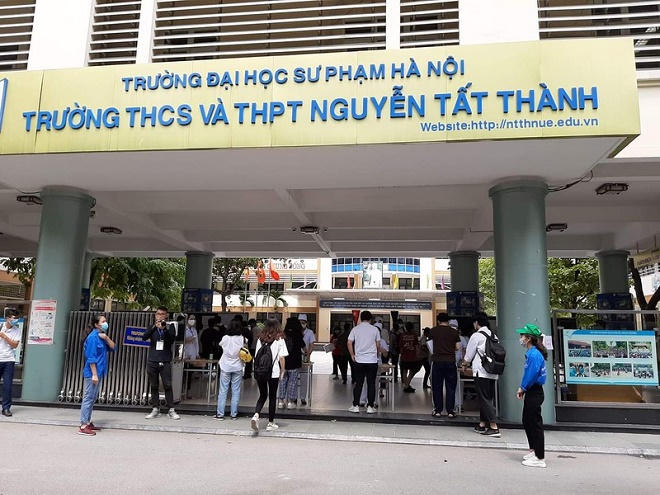 TRƯỜNG ĐẠI HỌC SƯ PHẠM HÀ NỘI
TRƯỜNG THCS VÀ THPT NGUYỄN TẤT THÀNH
Website:http://ntthnue.edu.vn